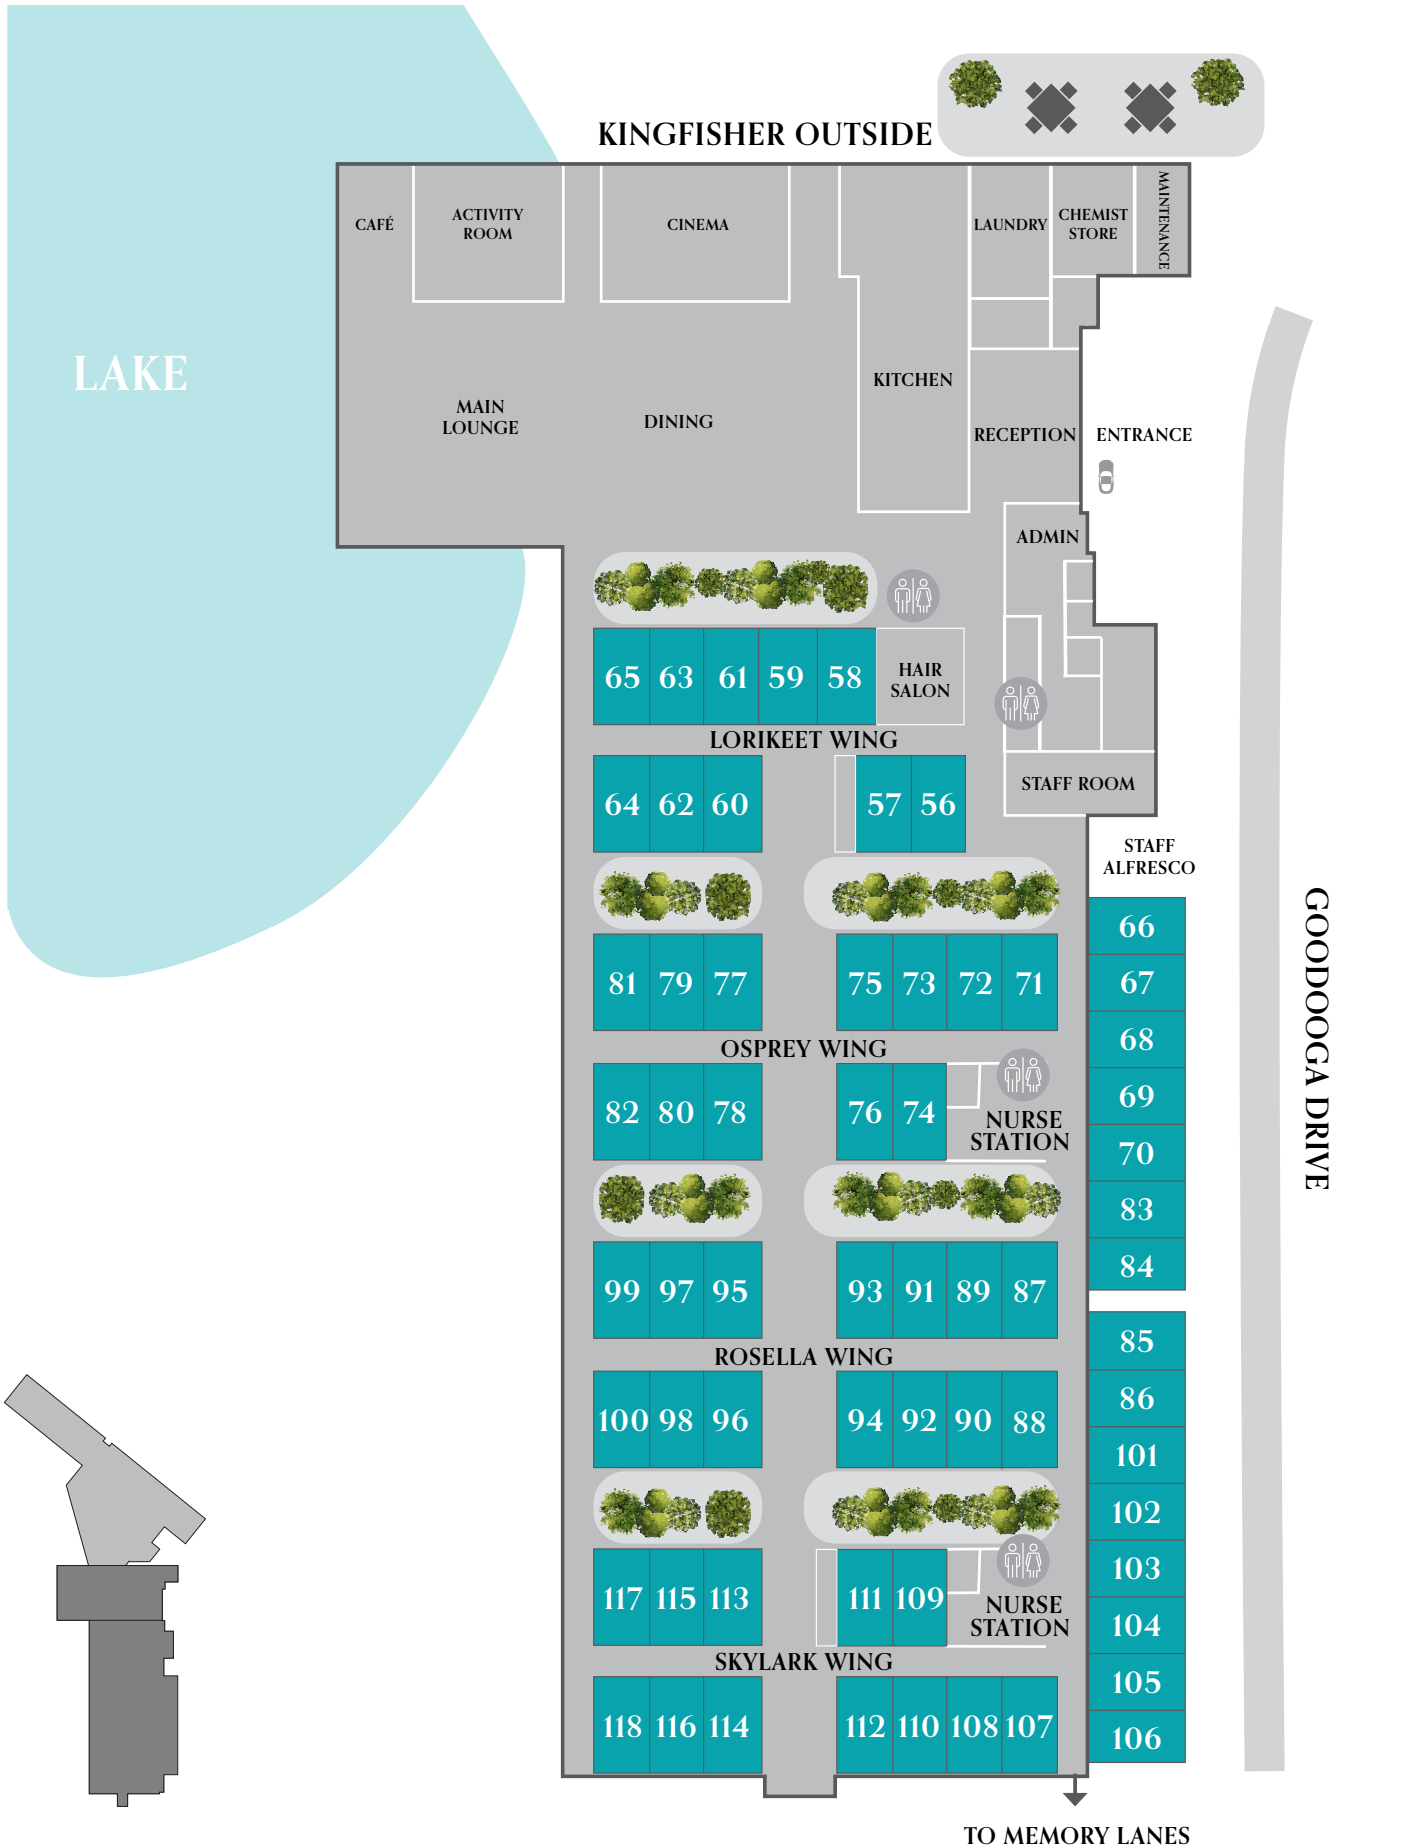 KINGFISHER OUTSIDE
CAFÉ
ACTIVITY
ROOM
CINEMA
LAUNDRY
CHEMIST
STORE
MAINTENANCE
LAKE
MAIN
LOUNGE
DINING
KITCHEN
RECEPTION
ENTRANCE
ADMIN
65 63 61 59 58
HAIR
SALON
LORIKEET WING
64 62 60 57 56
STAFF ROOM
STAFF
ALFRESCO
66
67
68
69
70
83
84
85
86
101
102
103
104
105
106
GOODOOGA DRIVE
81 79 77 75 73 72 71
OSPREY WING
82 80 78 76 74
NURSE
STATION
99 97 95 93 91 89 87
ROSELLA WING
100 98 96 94 92 90 88
117 115 113 111 109
NURSE
STATION
SKYLARK WING
118 116 114 112 110 108 107
TO MEMORY LANES